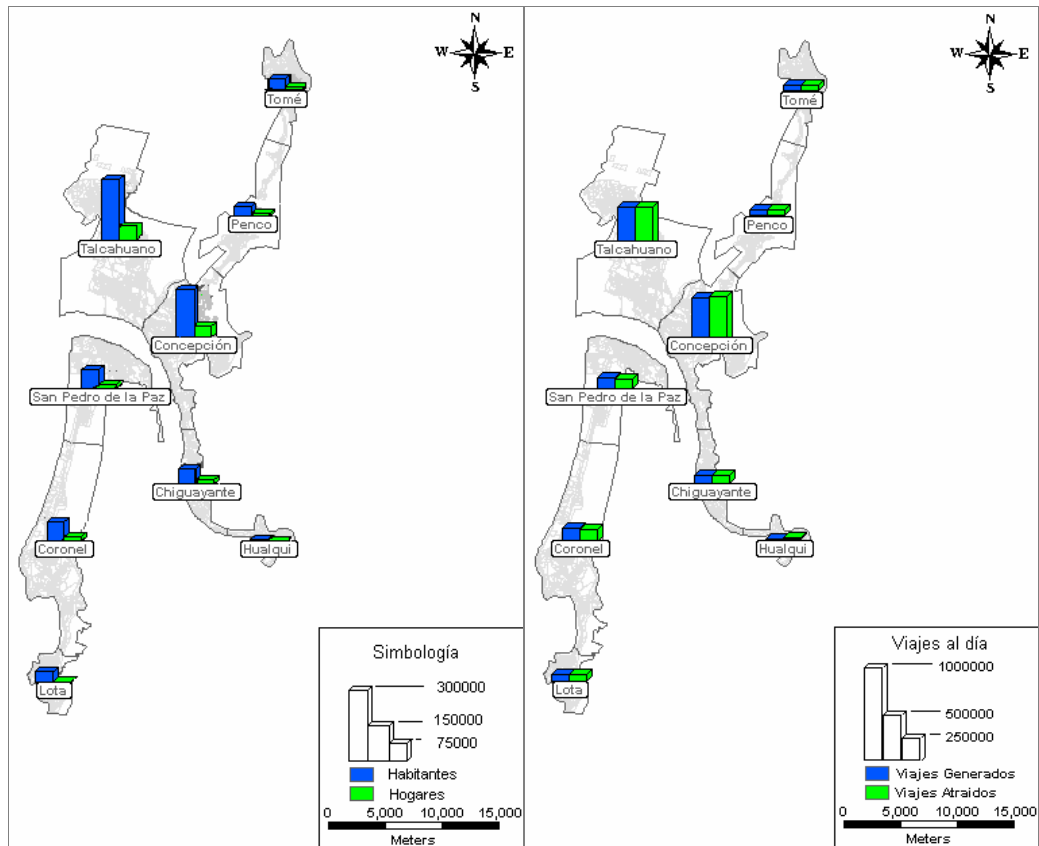 N
W
E
S
Tomé
Talcahuano
Penco
Concepción
San Pedro de la Paz
Chiguayante
Coronel
Hualqui
Lota
Simbología
300000
150000
75000
Habitantes
Hogares
0 5,000 10,000 15,000
Meters
N
W
E
S
Tomé
Talcahuano
Penco
Concepción
San Pedro de la Paz
Chiguayante
Coronel
Hualqui
Lota
Viajes al día
1000000
500000
250000
Viajes Generados
Viajes Atraidos
0 5,000 10,000 15,000
Meters